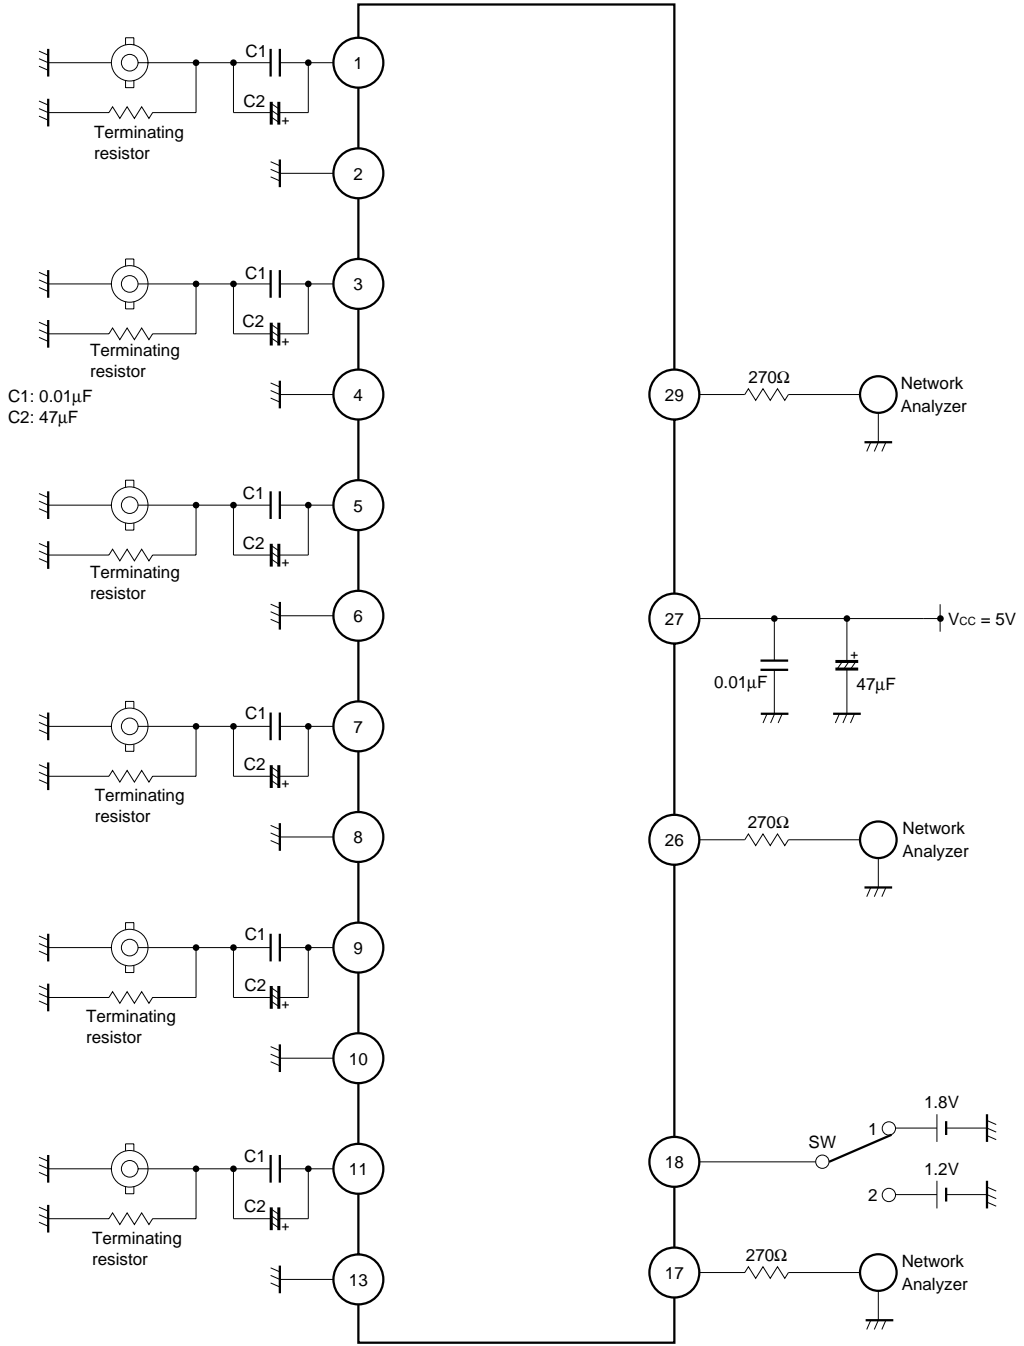 C1
1
C2
+
Terminating
resistor
2
C1
3
C2
+
Terminating
resistor
C1: 0.01μF
C2: 47μF
4
C1
5
C2
+
Terminating
resistor
6
C1
7
C2
+
Terminating
resistor
8
C1
9
C2
+
Terminating
resistor
10
C1
11
C2
+
Terminating
resistor
13
29
270Ω
Network
Analyzer
27
VCC = 5V
0.01μF
+
47μF
26
270Ω
Network
Analyzer
18
SW
1
1.8V
2
1.2V
17
270Ω
Network
Analyzer